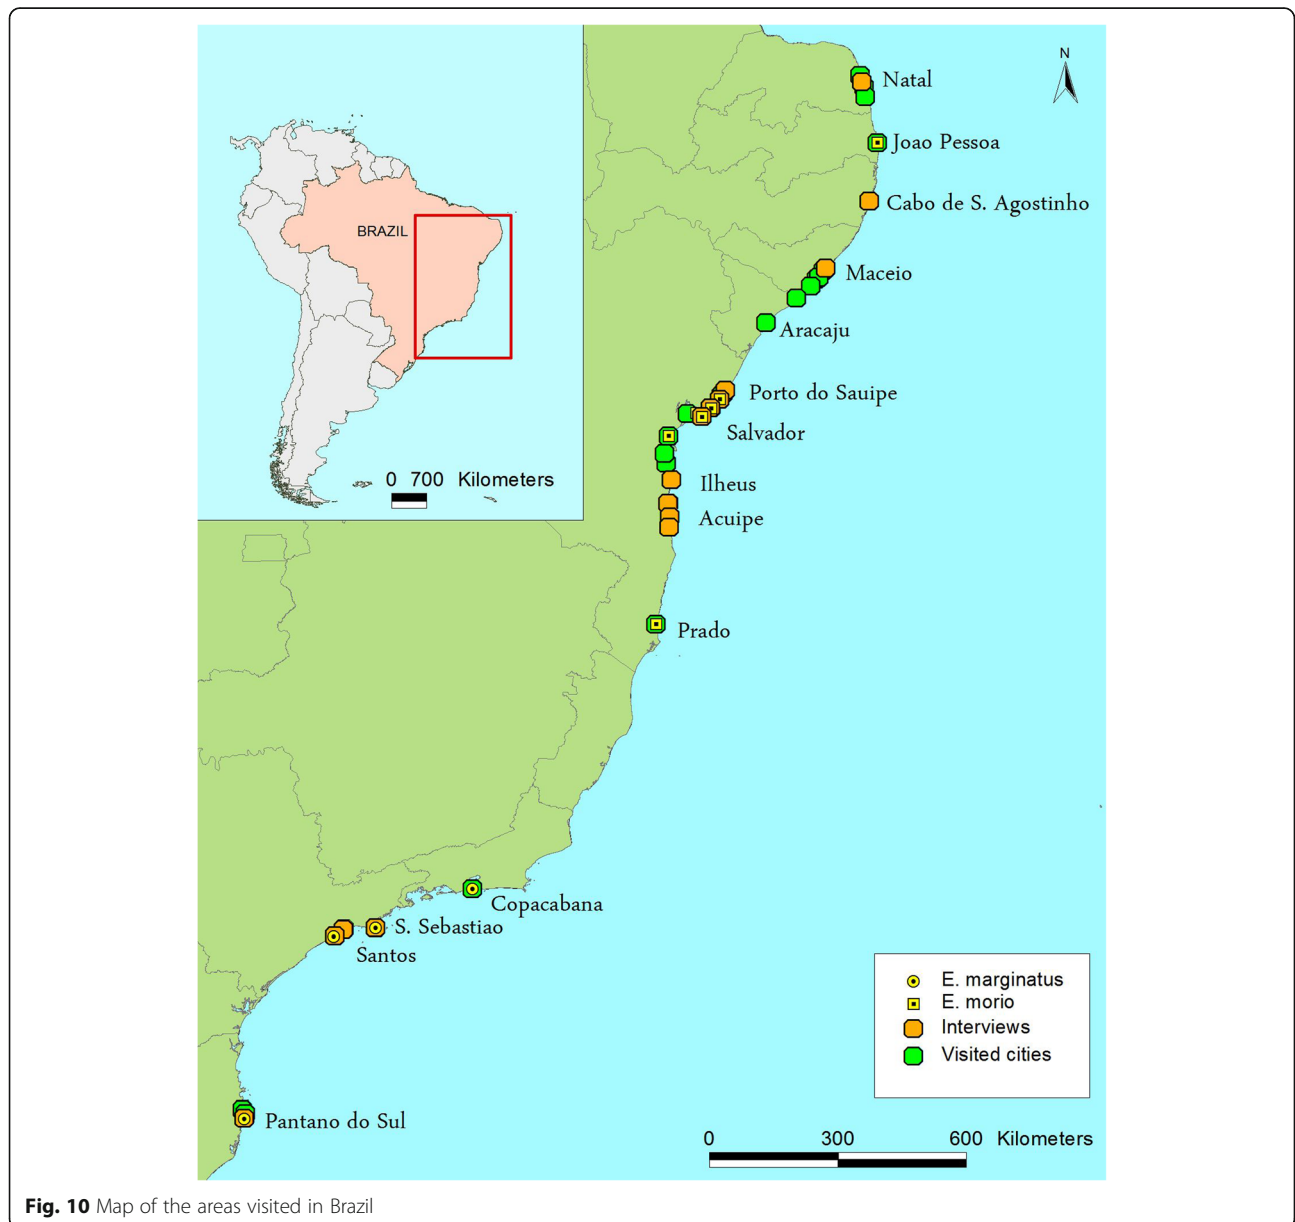 N
Natal
Joao Pessoa
Cabo de S. Agostinho
BRAZIL
Maceio
Aracaju
Porto do Sauipe
Salvador
0 700 Kilometers
Ilheus
Acuipe
Prado
Copacabana
S. Sebastiao
Santos
E. marginatus
E. morio
Interviews
Visited cities
Pantano do Sul
0 300 600 Kilometers
Fig. 10 Map of the areas visited in Brazil